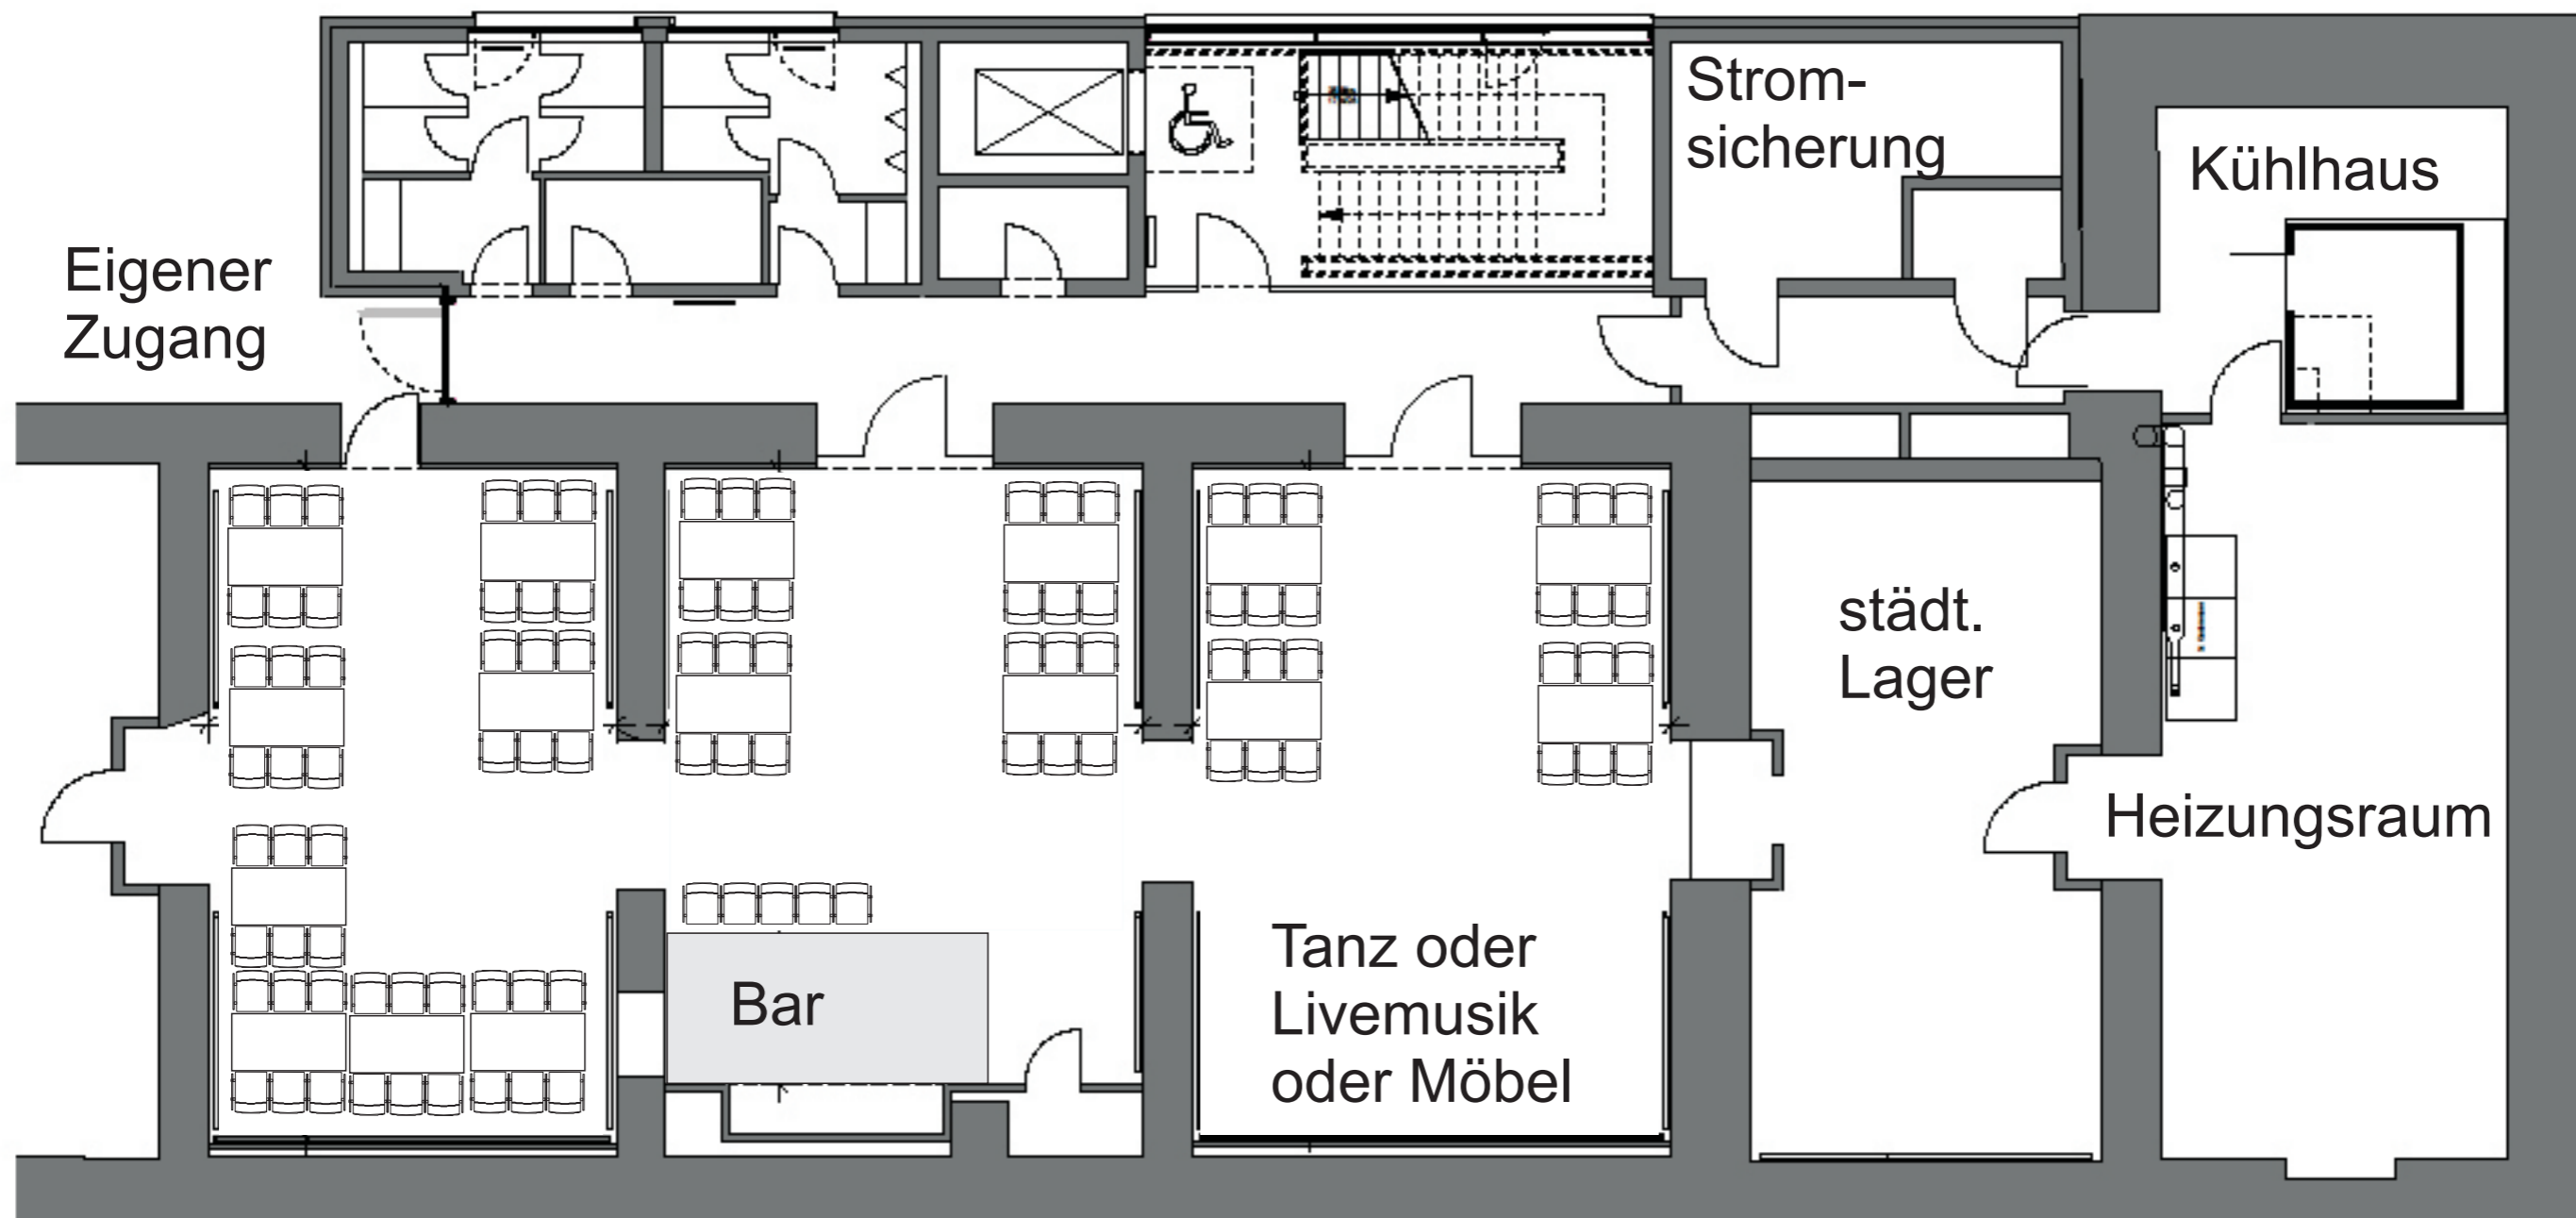 Strom-
sicherung
Kühlhaus
Eigener
Zugang
städt.
Lager
Heizungsraum
Bar
Tanz oder
Livemusik
oder Möbel